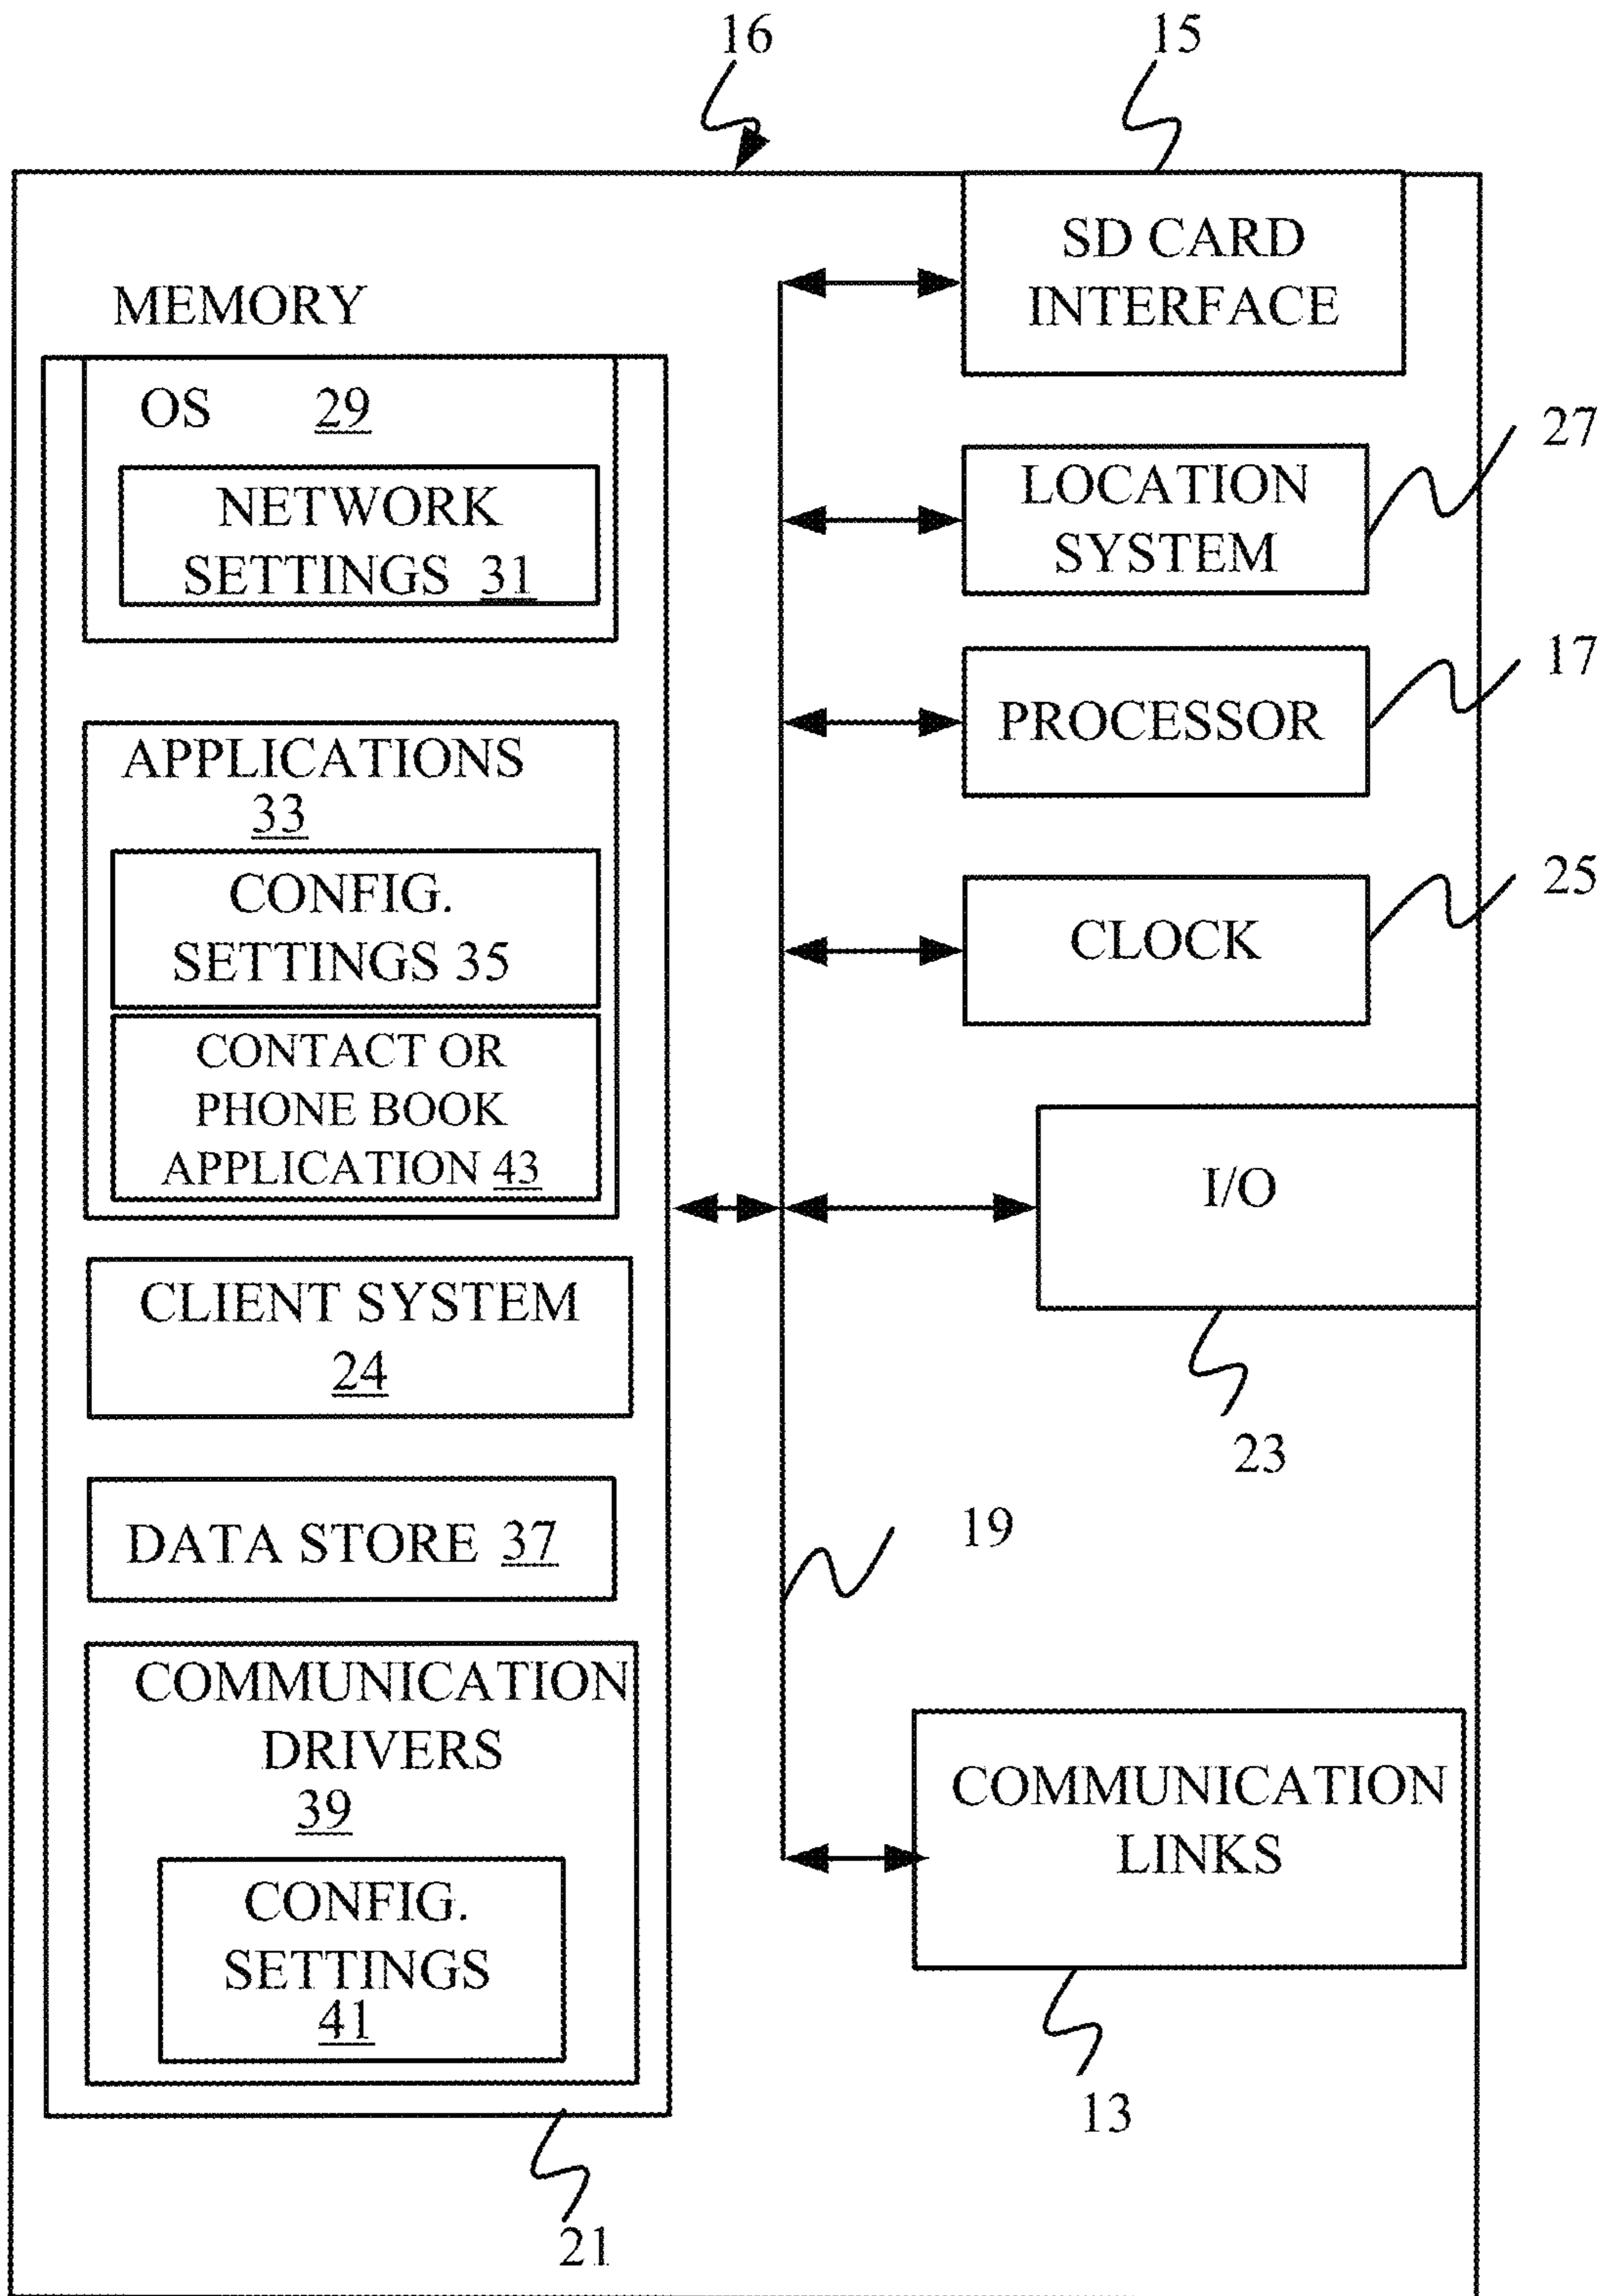 16
15
SD CARD
INTERFACE
MEMORY
OS 29
NETWORK
SETTINGS 31
27
LOCATION
SYSTEM
17
PROCESSOR
APPLICATIONS
33
CONFIG.
SETTINGS 35
25
CLOCK
CONTACT OR
PHONE BOOK
APPLICATION 43
I/O
23
CLIENT SYSTEM
24
19
DATA STORE 37
COMMUNICATION
DRIVERS
39
CONFIG.
SETTINGS
41
COMMUNICATION
LINKS
13
21